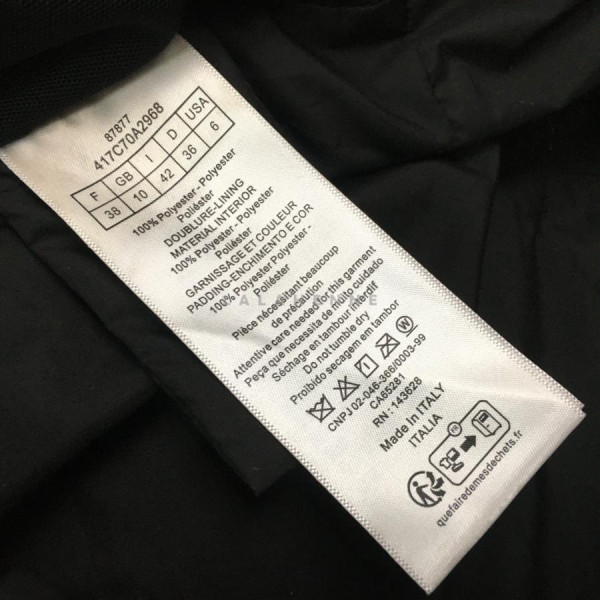 87877
417C70A2968
F GB I D USA
38 10 42 36 6
100% Polyester - Polyester
Poliéster
DOUBLURE-LINING
MATERIAL INTERIOR
100% Polyester - Polyester
Poliéster
GARNISSAGE ET COULEUR
PADDING-ENCHIMENTO E COR
100% Polyester Polyester -
Poliéster
Pièce nécessitant beaucoup
de précation
Attentive care needed for this garment
Peça que necessita de muito cuidado
Séchage en tambour interdif
Do not tumble dry
Proibido secagem em tambor
W
CNPJ 02-046-366/0003-99
CA65281
RN: 143628
Made In ITALY
ITALIA
FR
quefairedemesdechets.fr